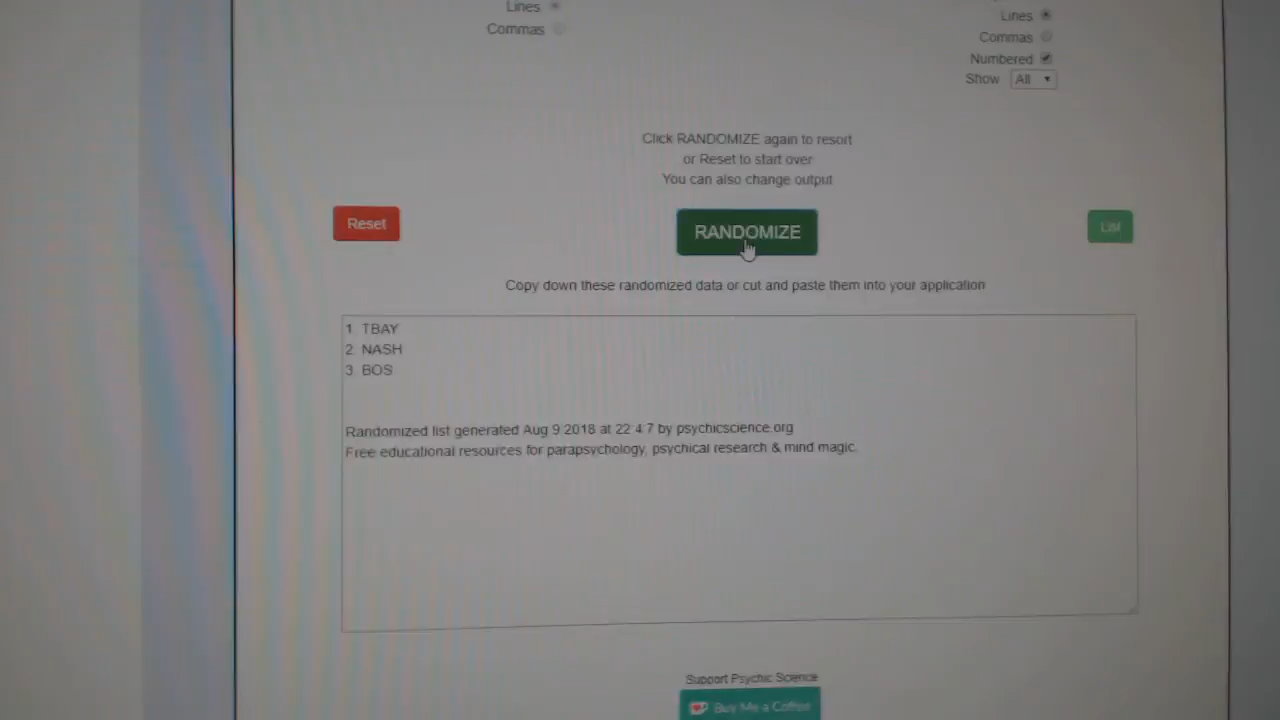 Lines
Commas
Lines
Commas
Numbered
Show All
Click RANDOMIZE again to resort
or Reset to start over
You can also change output
Reset
RANDOMIZE
List
Copy down these randomized data or cut and paste them into your application
1. TBAY
2. NASH
3. BOS
Randomized list generated Aug 9 2018 at 22:4:7 by psychicscience.org
Free educational resources for parapsychology, psychical research & mind magic.
Support Psychic Science
Buy Me a Coffee